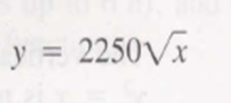 y = 2250√x